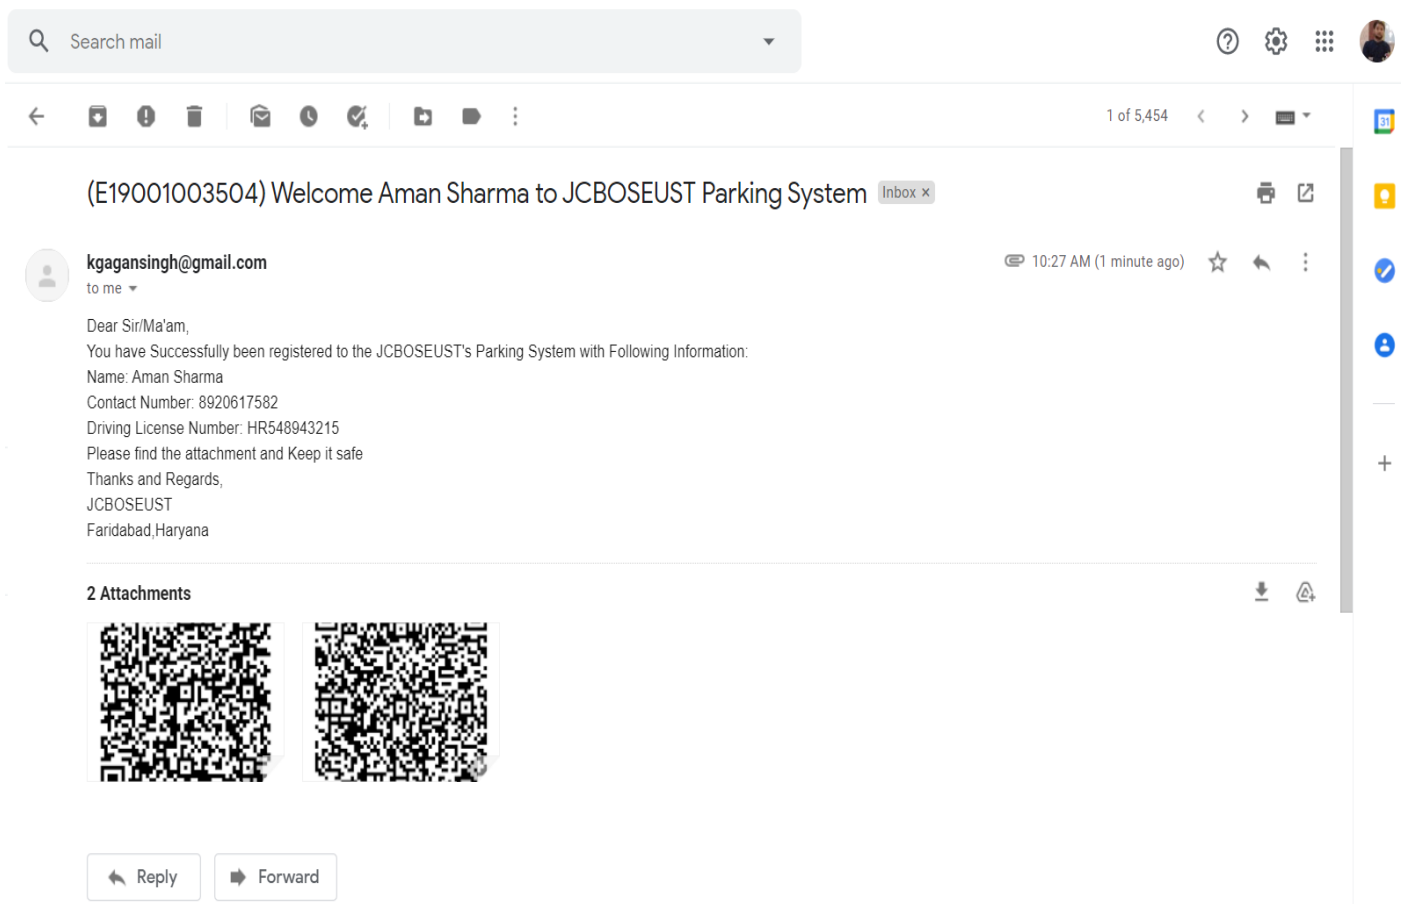 Search mail
1 of 5,454
31
(E19001003504) Welcome Aman Sharma to JCBOSEUST Parking System Inbox ×
kgagansingh@gmail.com
10:27 AM (1 minute ago)
to me
Dear Sir/Ma'am,
You have Successfully been registered to the JCBOSEUST's Parking System with Following Information:
Name: Aman Sharma
Contact Number: 8920617582
Driving License Number: HR548943215
Please find the attachment and Keep it safe
Thanks and Regards,
JCBOSEUST
Faridabad,Haryana
2 Attachments
Reply
Forward